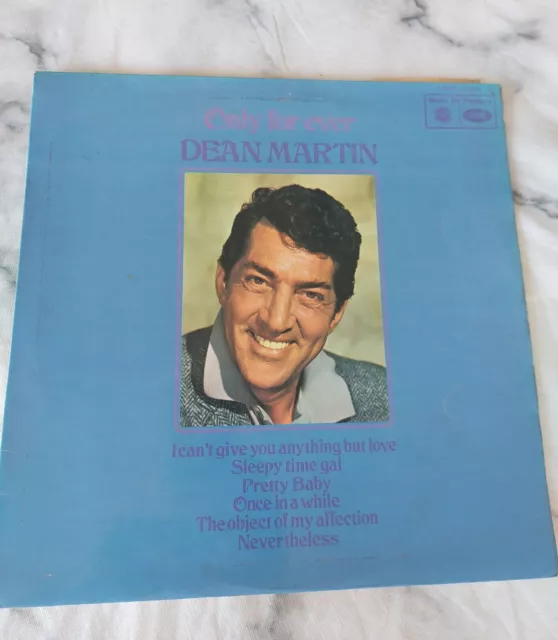 Only for ever
DEAN MARTIN
I can't give you anything but love
Sleepy time gal
Pretty Baby
Once in a while
The object of my affection
Nevertheless